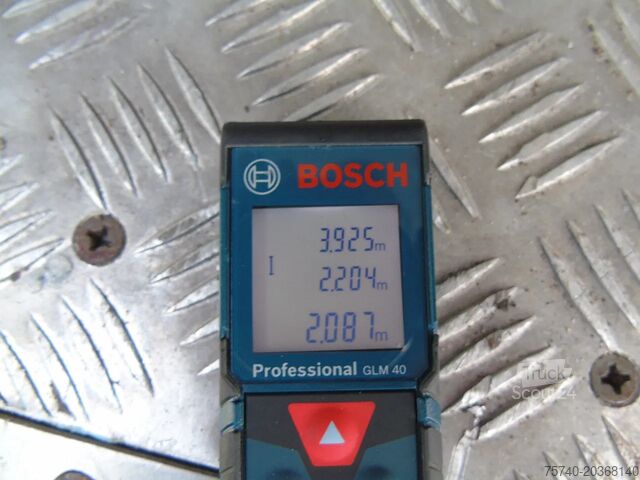 BOSCH
3.925m
I
2.204m
2.087m
Professional GLM 40
Truck
Scout24
75740-20368140